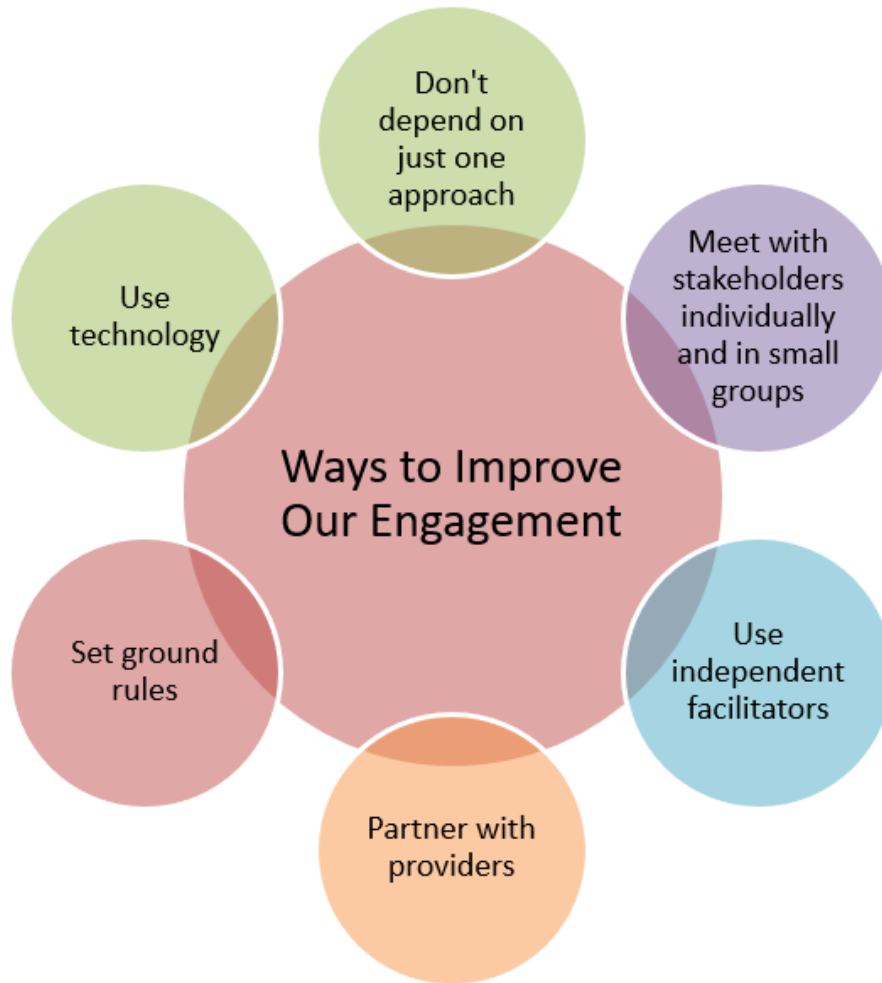 Don't
depend on
just one
approach
Meet with
stakeholders
individually
and in small
groups
Use
technology
Ways to Improve
Our Engagement
Set ground
rules
Use
independent
facilitators
Partner with
providers